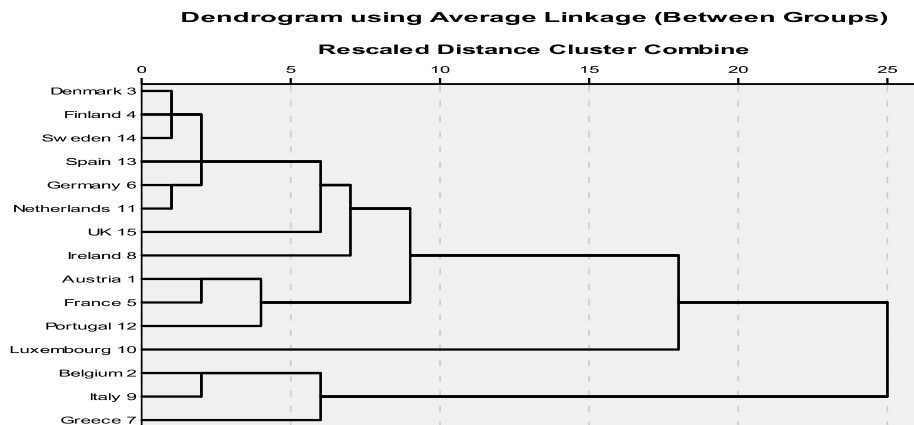 Dendrogram using Average Linkage (Between Groups)
Rescaled Distance Cluster Combine
0 5 10 15 20 25
Denmark 3
Finland 4
Sweden 14
Spain 13
Germany 6
Netherlands 11
UK 15
Ireland 8
Austria 1
France 5
Portugal 12
Luxembourg 10
Belgium 2
Italy 9
Greece 7